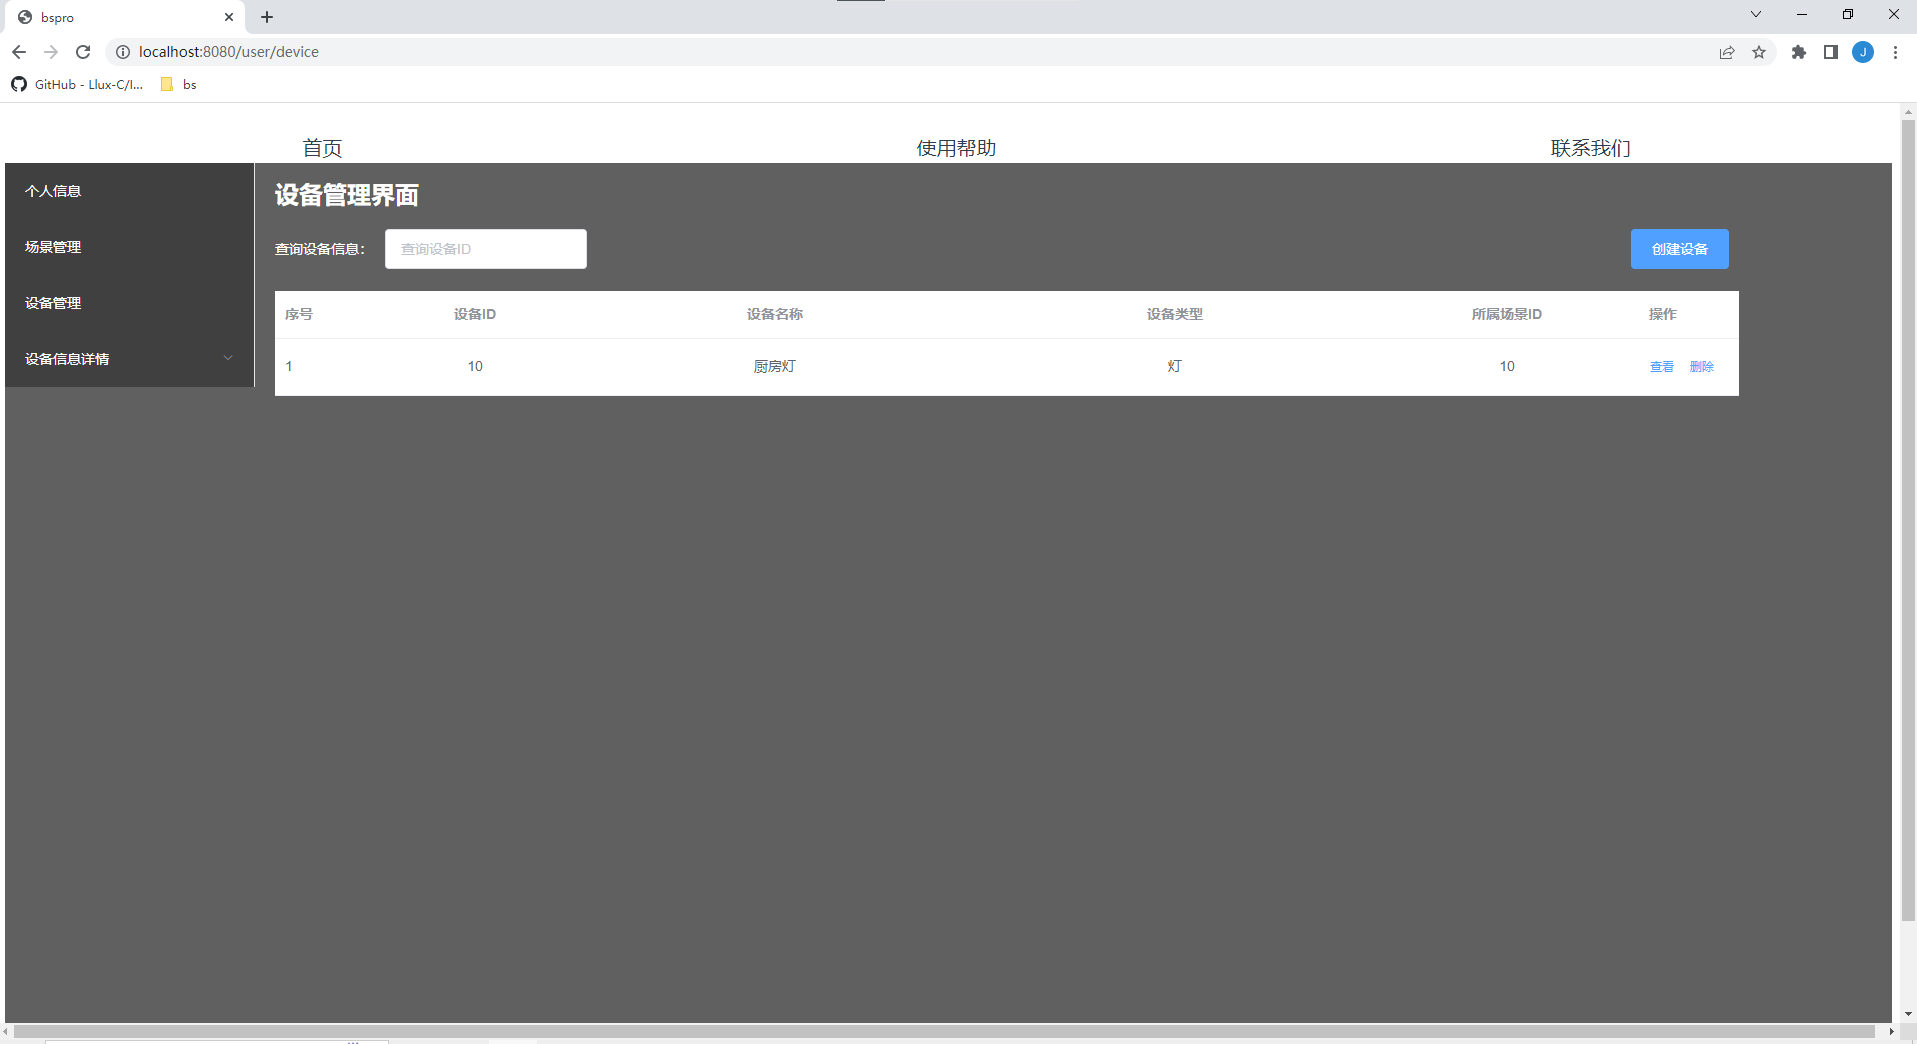 bspro
localhost:8080/user/device
J
GitHub - Llux-C/I...
bs
首页 使用帮助 联系我们
个人信息
场景管理
设备管理
设备信息详情
设备管理界面
查询设备信息： 查询设备ID 创建设备
序号 设备ID 设备名称 设备类型 所属场景ID 操作
1 10 厨房灯 灯 10 查看 删除